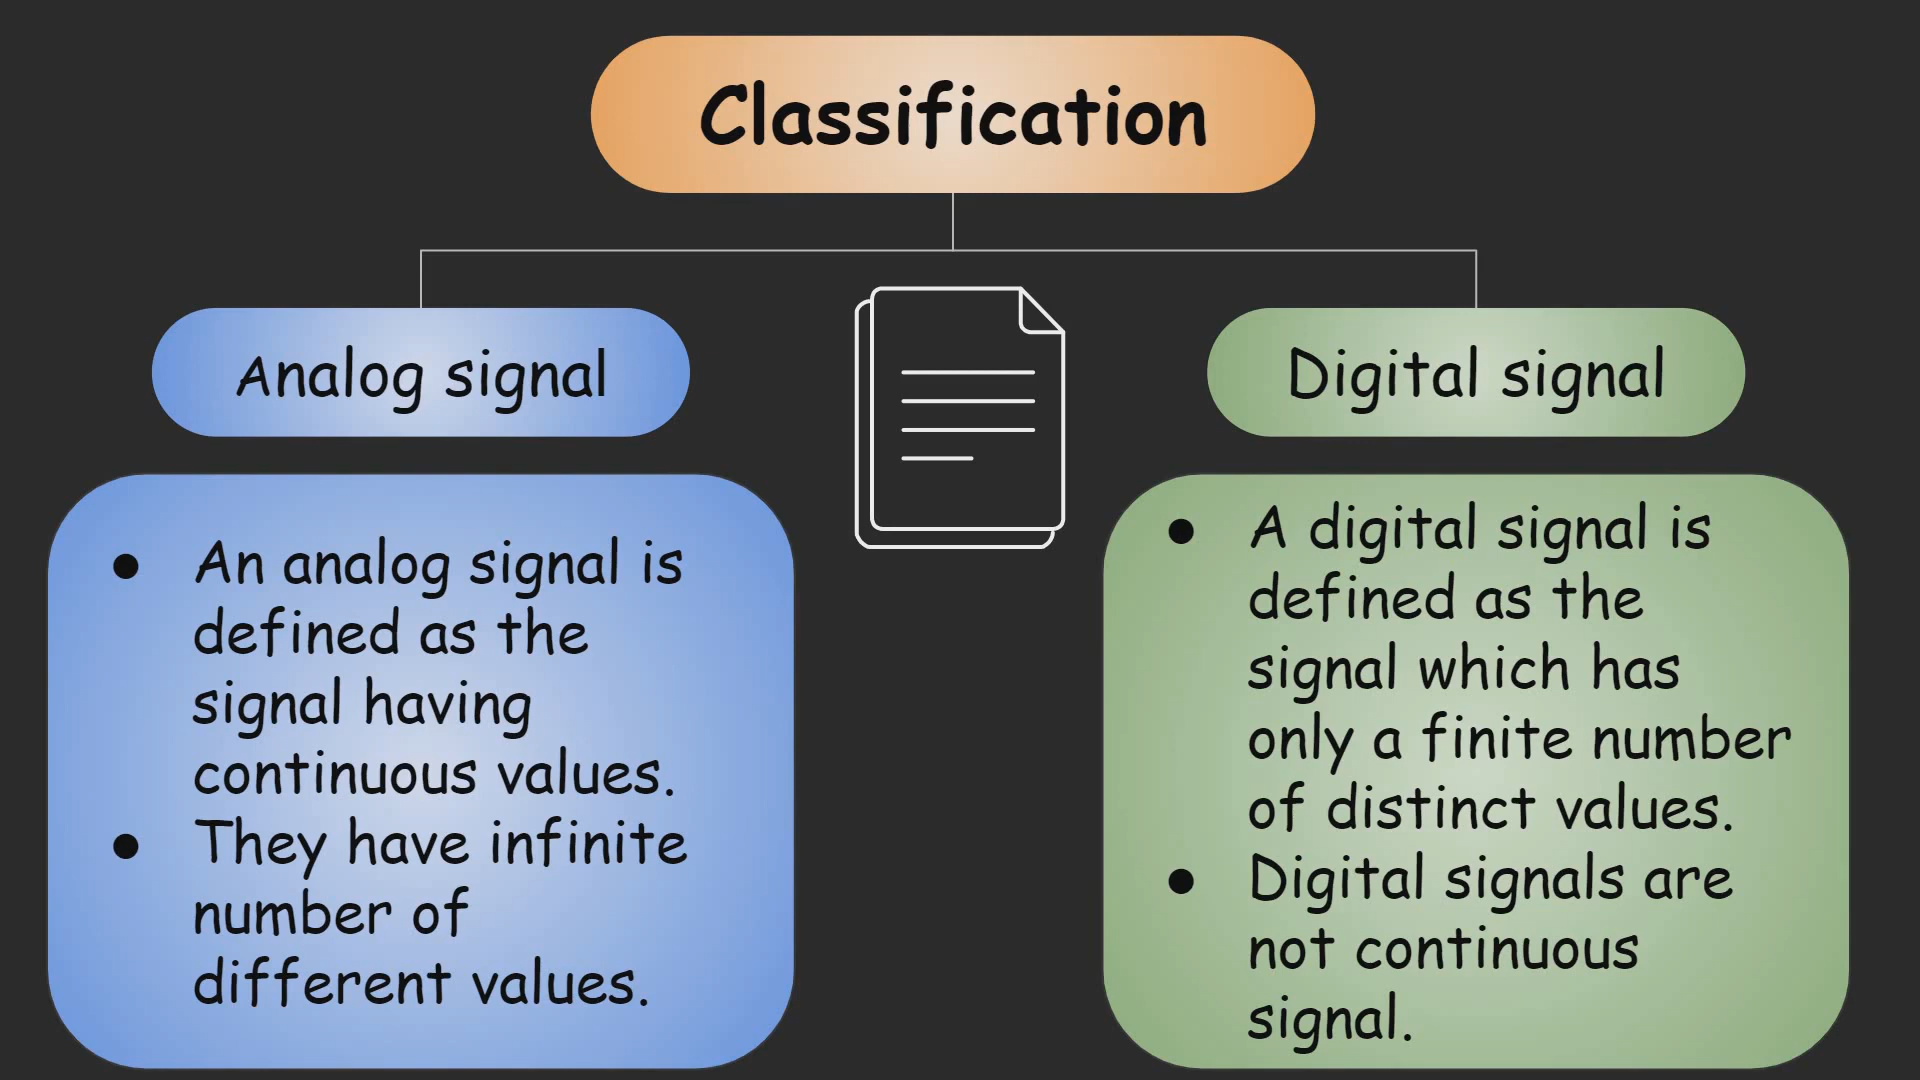 Classification
Analog signal
Digital signal
● An analog signal is
defined as the
signal having
continuous values.
● They have infinite
number of
different values.
● A digital signal is
defined as the
signal which has
only a finite number
of distinct values.
● Digital signals are
not continuous
signal.